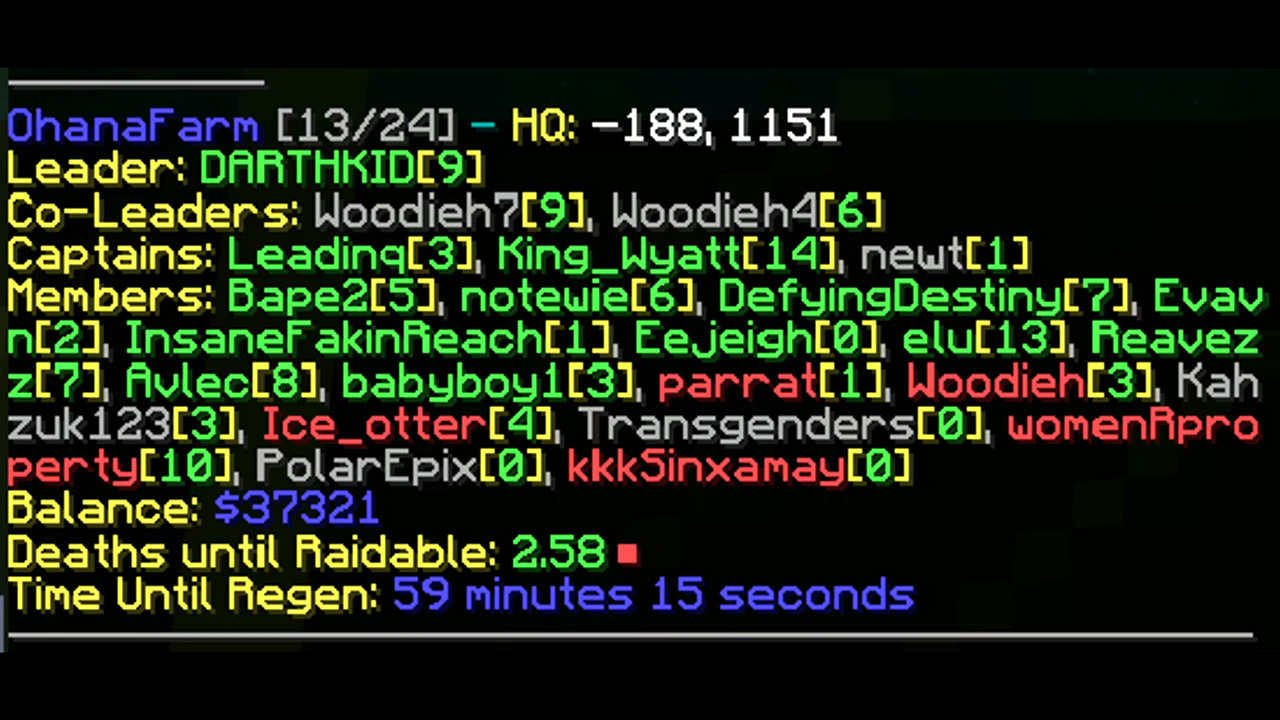 OhanaFarm [13/24] - HQ: -188, 1151
Leader: DARTHKID[9]
Co-Leaders: Woodieh7[9], Woodieh4[6]
Captains: Leadinq[3], King_Wyatt[14], newt[1]
Members: Bape2[5], notewie[6], DefyingDestiny[7], Evav
n[2], InsaneFakinReach[1], Eejeigh[0], elu[13], Reavez
z[7], Avlec[8], babyboy1[3], parrat[1], Woodieh[3], Kah
zuk123[3], Ice_otter[4], Transgenders[0], womenRpro
perty[10], PolarEpix[0], kkkSinxamay[0]
Balance: $37321
Deaths until Raidable: 2.58 ■
Time Until Regen: 59 minutes 15 seconds